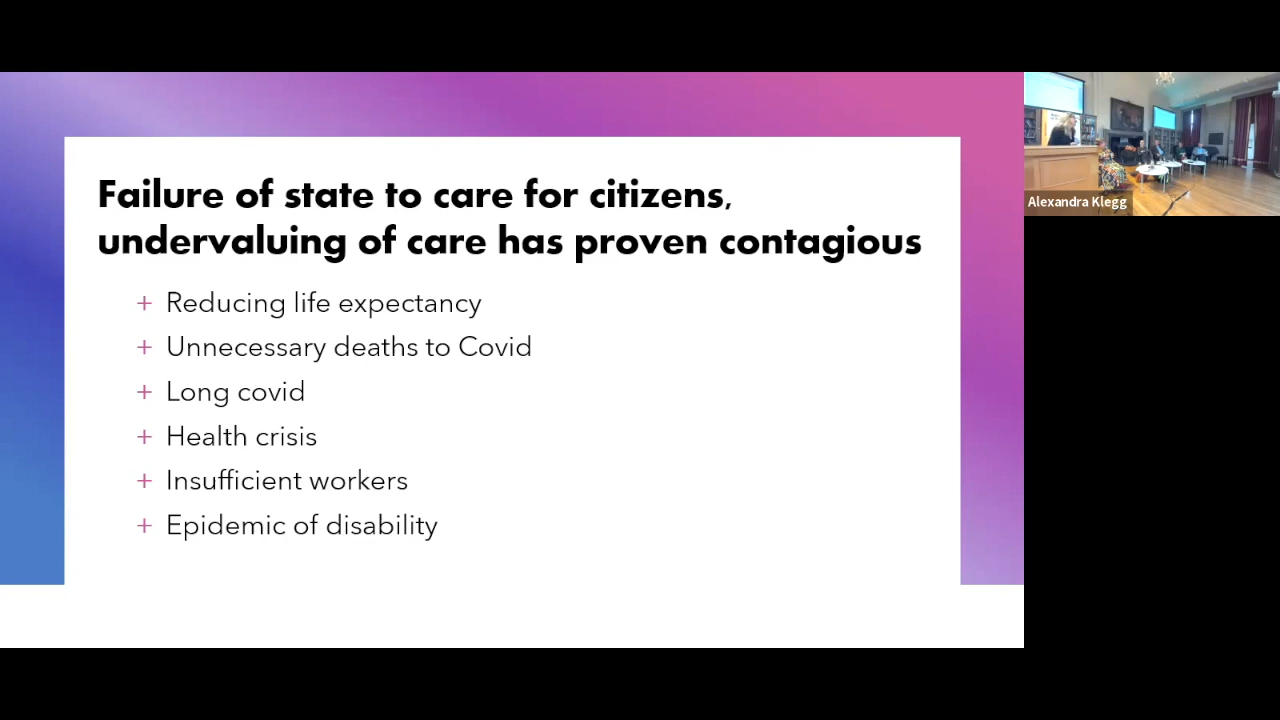 Failure of state to care for citizens,
undervaluing of care has proven contagious
+ Reducing life expectancy
+ Unnecessary deaths to Covid
+ Long covid
+ Health crisis
+ Insufficient workers
+ Epidemic of disability
Alexandra Klegg